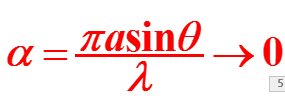 α = πasinθ / λ → 0
5